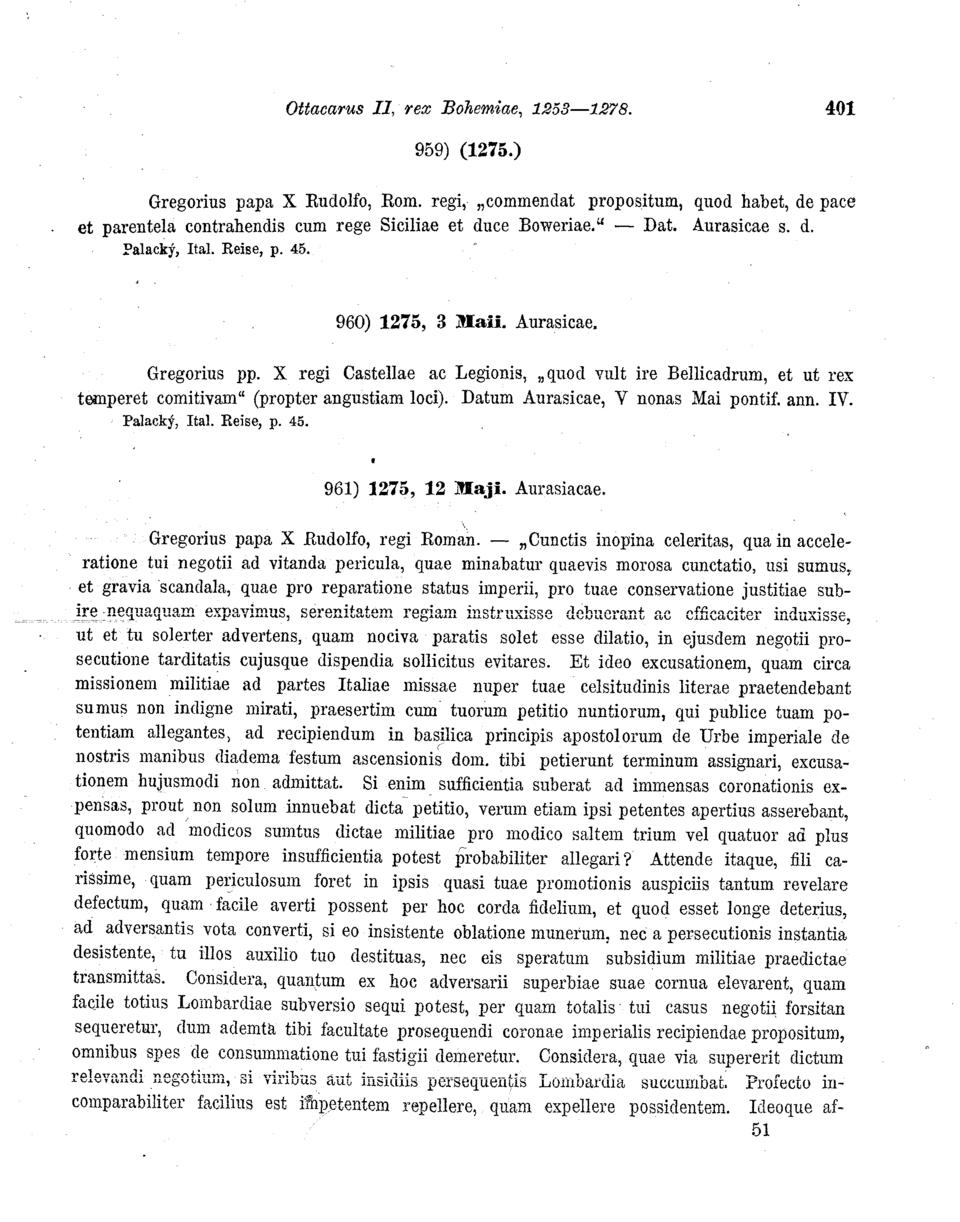 Ottacarus II, rex Bohemiae, 1253—1278.
401
959) (1275.)
Gregorius papa X Rudolfo, Rom. regi, „commendat propositum, quod habet, de pace
et parentela contrahendis cum rege Siciliae et duce Boweriae.“ — Dat. Aurasicae s. d.
Palacký, Ital. Reise, p. 45.
960) 1275, 3 Maii. Aurasicae.
Gregorius pp. X regi Castellae ac Legionis, „quod vult ire Bellicadrum, et ut rex
temperet comitivam“ (propter angustiam loci). Datum Aurasicae, V nonas Mai pontif. ann. IV.
Palacký, Ital. Reise, p. 45.
961) 1275, 12 Maji. Aurasiacae.
Gregorius papa X Rudolfo, regi Roman. — „Cunctis inopina celeritas, qua in accele-
ratione tui negotii ad vitanda pericula, quae minabatur quaevis morosa cunctatio, usi sumus,
et gravia scandala, quae pro reparatione status imperii, pro tuae conservatione justitiae sub-
ire nequaquam expavimus, serenitatem regiam instruxisse debuerant ac efficaciter induxisse,
ut et tu solerter advertens, quam nociva paratis solet esse dilatio, in ejusdem negotii pro-
secutione tarditatis cujusque dispendia sollicitus evitares. Et ideo excusationem, quam circa
missionem militiae ad partes Italiae missae nuper tuae celsitudinis literae praetendebant
sumus non indigne mirati, praesertim cum tuorum petitio nuntiorum, qui publice tuam po-
tentiam allegantes, ad recipiendum in basilica principis apostolorum de Urbe imperiale de
nostris manibus diadema festum ascensionis dom. tibi petierunt terminum assignari, excusa-
tionem hujusmodi non admittat. Si enim sufficientia suberat ad immensas coronationis ex-
pensas, prout non solum innuebat dicta petitio, verum etiam ipsi petentes apertius asserebant,
quomodo ad modicos sumtus dictae militiae pro modico saltem trium vel quatuor ad plus
forte mensium tempore insufficientia potest probabiliter allegari? Attende itaque, fili ca-
rissime, quam periculosum foret in ipsis quasi tuae promotionis auspiciis tantum revelare
defectum, quam facile averti possent per hoc corda fidelium, et quod esset longe deterius,
ad adversantis vota converti, si eo insistente oblatione munerum, nec a persecutionis instantia
desistente, tu illos auxilio tuo destituas, nec eis speratum subsidium militiae praedictae
transmittas. Considera, quantum ex hoc adversarii superbiae suae cornua elevarent, quam
facile totius Lombardiae subversio sequi potest, per quam totalis tui casus negotii forsitan
sequeretur, dum ademta tibi facultate prosequendi coronae imperialis recipiendae propositum,
omnibus spes de consummatione tui fastigii demeretur. Considera, quae via supererit dictum
relevandi negotium, si viribus aut insidiis persequentis Lombardia succumbat. Profecto in-
comparabiliter facilius est impetentem repellere, quam expellere possidentem. Ideoque af-
51